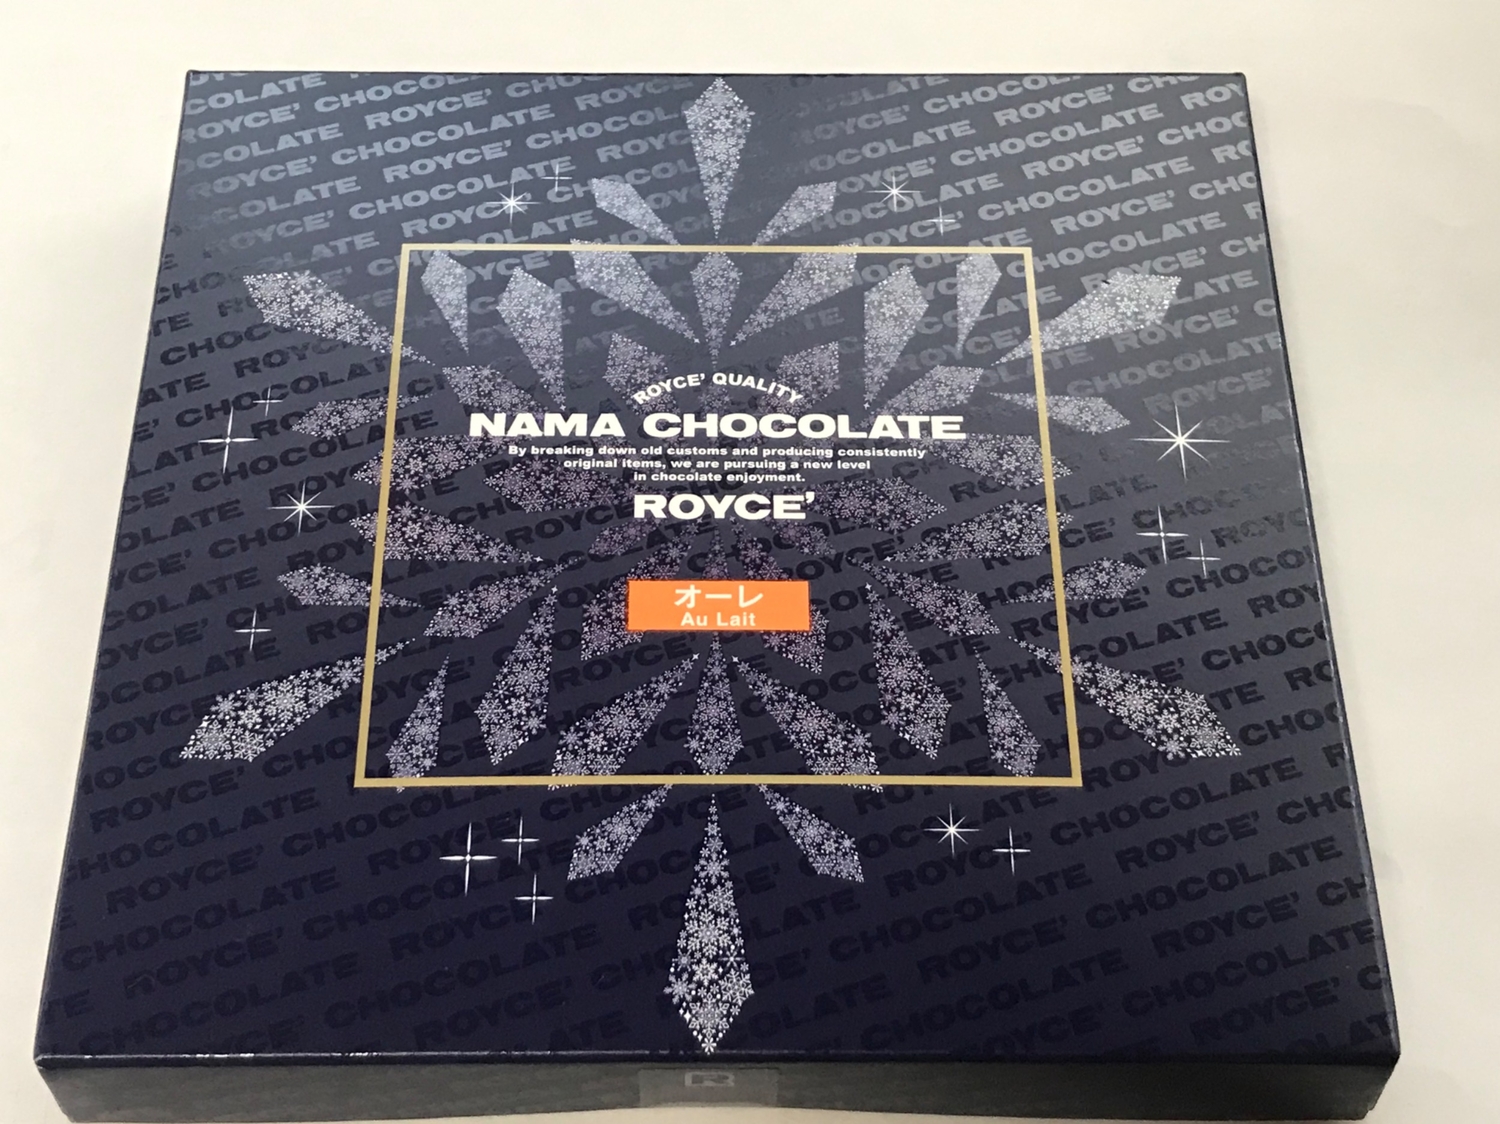 ROYCE' QUALITY
NAMA CHOCOLATE
By breaking down old customs and producing consistently
original items, we are pursuing a new level
in chocolate enjoyment.
ROYCE'
オーレ
Au Lait